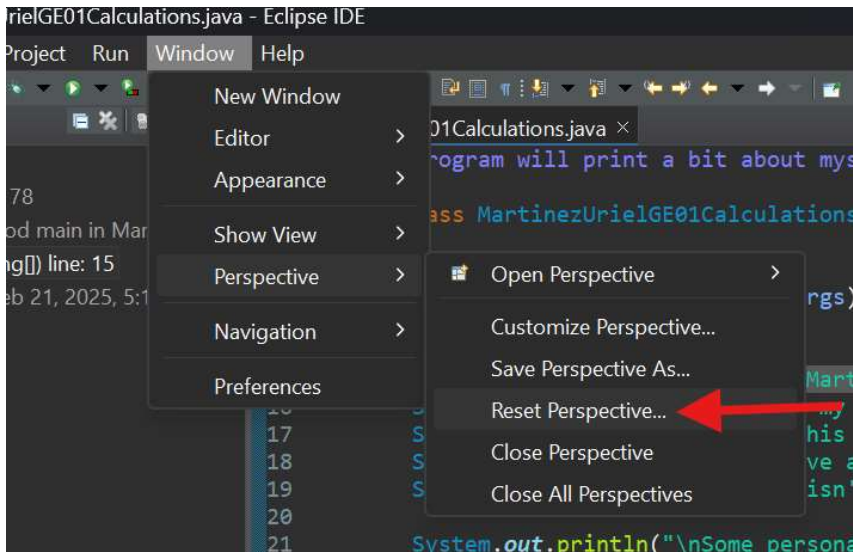 UrielGE01Calculations.java - Eclipse IDE
Project Run Window Help
New Window
Editor
Appearance
Show View
Perspective
Navigation
Preferences
Open Perspective
Customize Perspective...
Save Perspective As...
Reset Perspective...
Close Perspective
Close All Perspectives
01Calculations.java
rogram will print a bit about mys
ass MartinezUrielGE01Calculations
rgs)
Mart
my
his
ve a
isn'
78
od main in Mar
ng[]) line: 15
eb 21, 2025, 5:1
16 S
17 S
18 S
19 S
20
21 System.out.println("\nSome persona